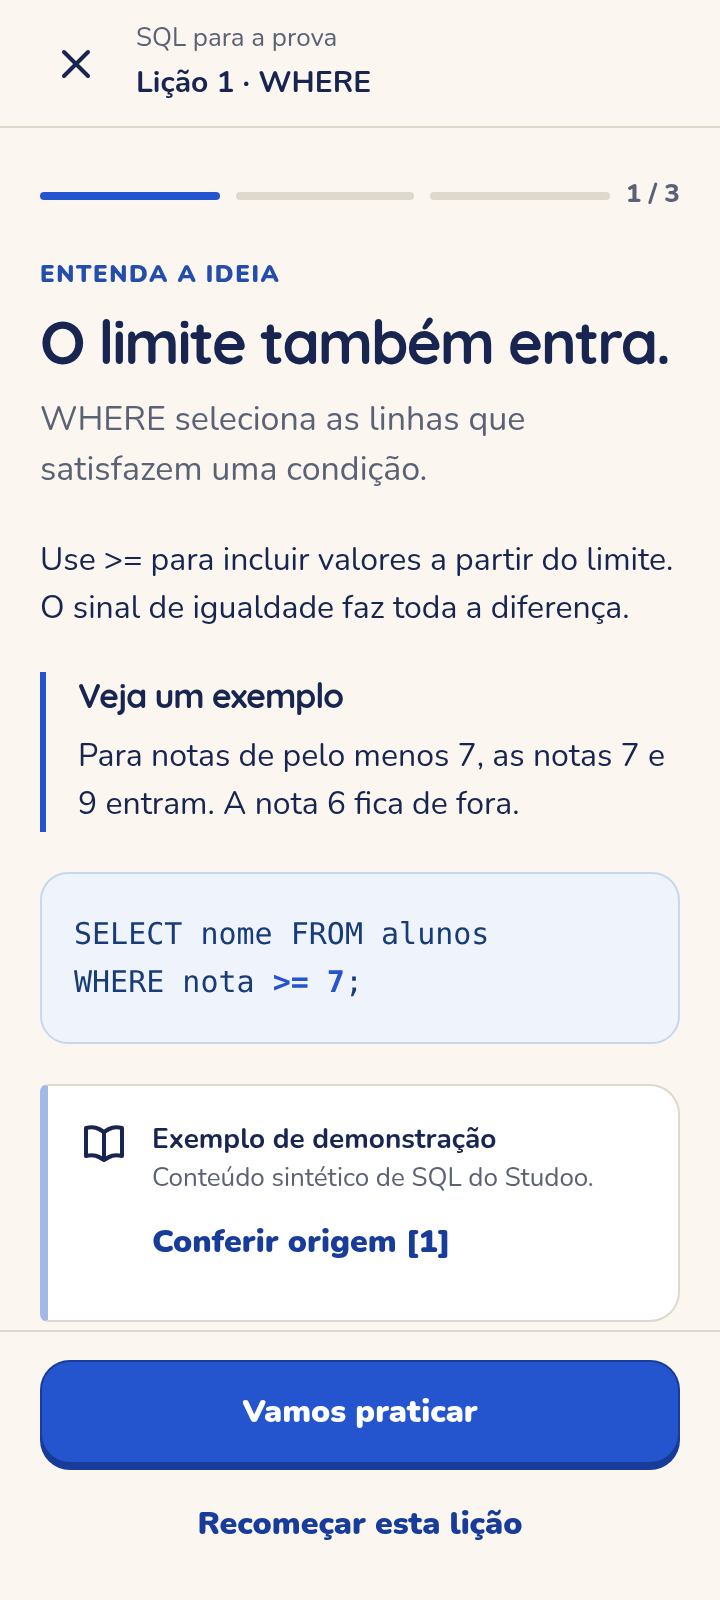 SQL para a prova
Lição 1 · WHERE
1 / 3
ENTENDA A IDEIA
O limite também entra.
WHERE seleciona as linhas que
satisfazem uma condição.
Use >= para incluir valores a partir do limite.
O sinal de igualdade faz toda a diferença.
Veja um exemplo
Para notas de pelo menos 7, as notas 7 e
9 entram. A nota 6 fica de fora.
SELECT nome FROM alunos
WHERE nota >= 7;
Exemplo de demonstração
Conteúdo sintético de SQL do Studoo.
Conferir origem [1]
Vamos praticar
Recomeçar esta lição